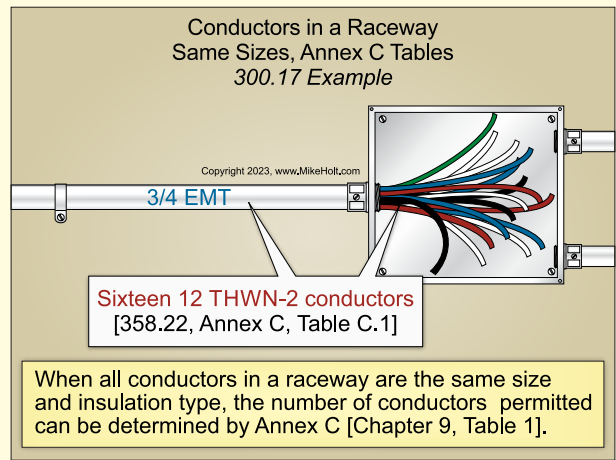 Conductors in a Raceway
Same Sizes, Annex C Tables
300.17 Example
Copyright 2023, www.MikeHolt.com
3/4 EMT
Sixteen 12 THWN-2 conductors
[358.22, Annex C, Table C.1]
When all conductors in a raceway are the same size
and insulation type, the number of conductors permitted
can be determined by Annex C [Chapter 9, Table 1].